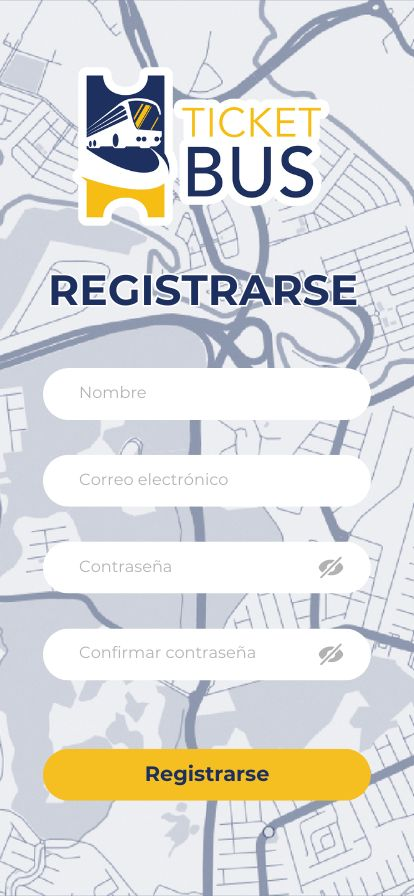 TICKET
BUS
REGISTRARSE
Nombre
Correo electrónico
Contraseña
Confirmar contraseña
Registrarse